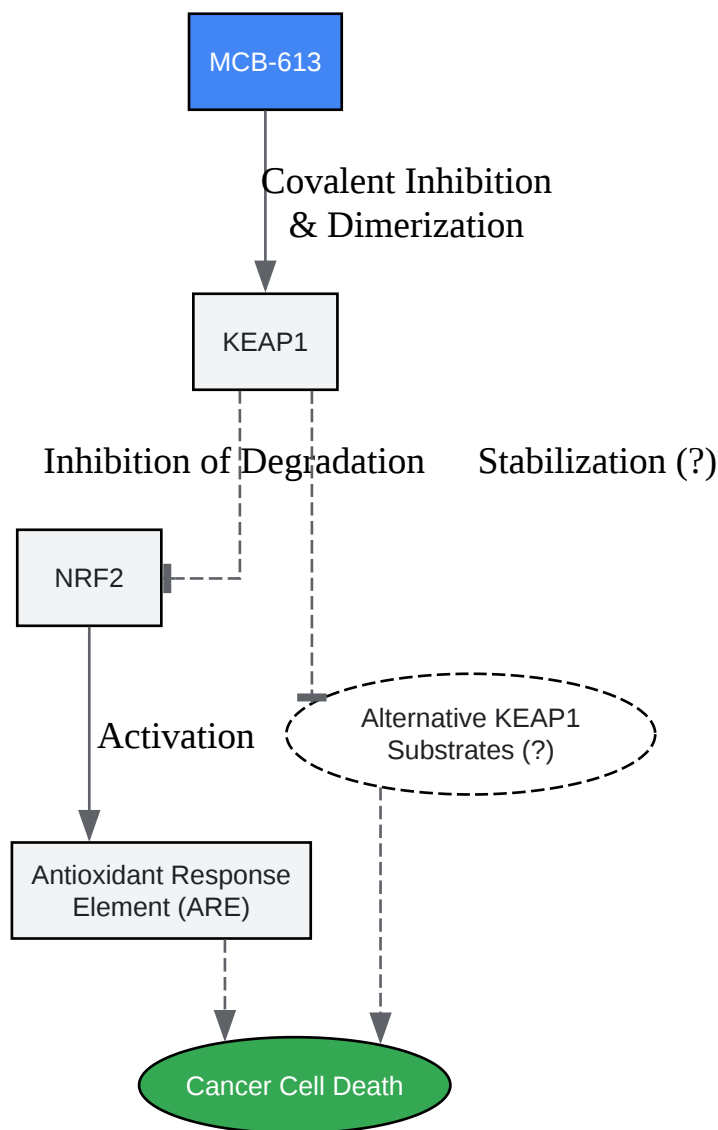 MCB-613
Covalent Inhibition
& Dimerization
KEAP1
Inhibition of Degradation
Stabilization (?)
NRF2
Activation
Alternative KEAP1
Substrates (?)
Antioxidant Response
Element (ARE)
Cancer Cell Death